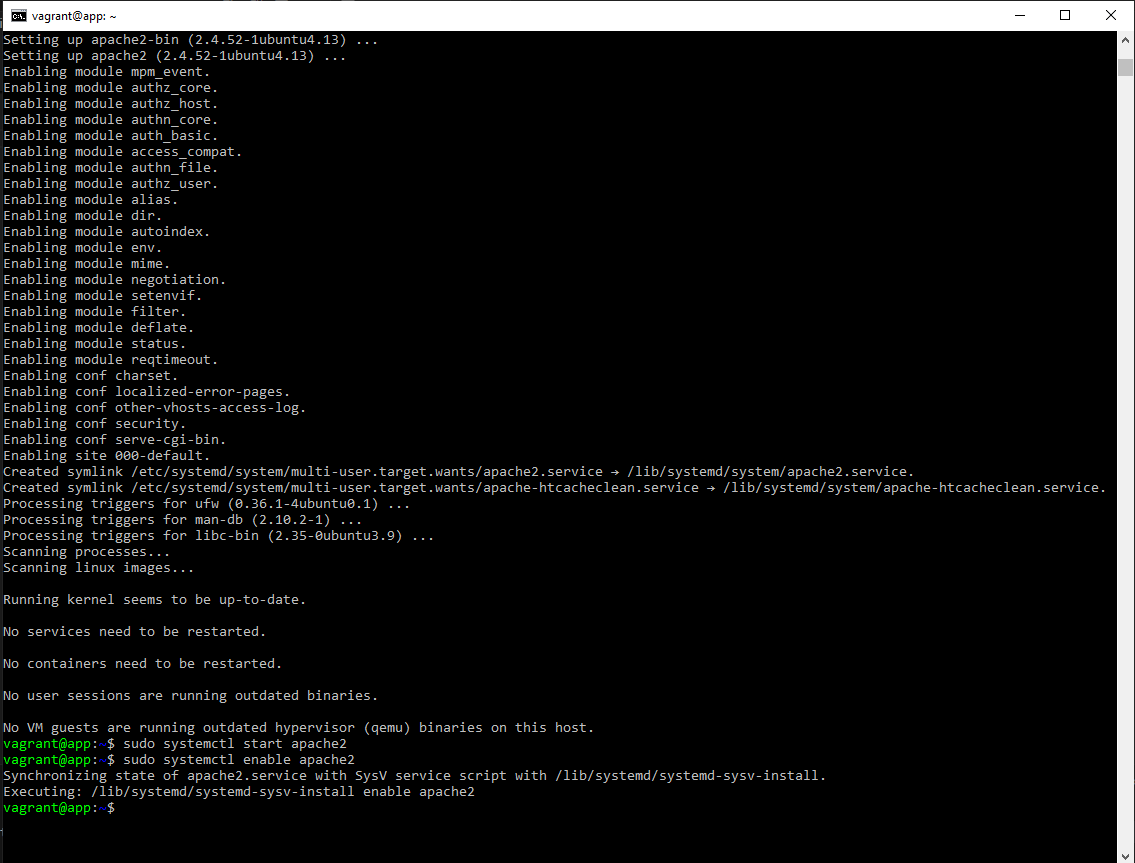 vagrant@app: ~
Setting up apache2-bin (2.4.52-1ubuntu4.13) ...
Setting up apache2 (2.4.52-1ubuntu4.13) ...
Enabling module mpm_event.
Enabling module authz_core.
Enabling module authz_host.
Enabling module authn_core.
Enabling module auth_basic.
Enabling module access_compat.
Enabling module authn_file.
Enabling module authz_user.
Enabling module alias.
Enabling module dir.
Enabling module autoindex.
Enabling module env.
Enabling module mime.
Enabling module negotiation.
Enabling module setenvif.
Enabling module filter.
Enabling module deflate.
Enabling module status.
Enabling module reqtimeout.
Enabling conf charset.
Enabling conf localized-error-pages.
Enabling conf other-vhosts-access-log.
Enabling conf security.
Enabling conf serve-cgi-bin.
Enabling site 000-default.
Created symlink /etc/systemd/system/multi-user.target.wants/apache2.service → /lib/systemd/system/apache2.service.
Created symlink /etc/systemd/system/multi-user.target.wants/apache-htcacheclean.service → /lib/systemd/system/apache-htcacheclean.service.
Processing triggers for ufw (0.36.1-4ubuntu0.1) ...
Processing triggers for man-db (2.10.2-1) ...
Processing triggers for libc-bin (2.35-0ubuntu3.9) ...
Scanning processes...
Scanning linux images...
Running kernel seems to be up-to-date.
No services need to be restarted.
No containers need to be restarted.
No user sessions are running outdated binaries.
No VM guests are running outdated hypervisor (qemu) binaries on this host.
vagrant@app:~$ sudo systemctl start apache2
vagrant@app:~$ sudo systemctl enable apache2
Synchronizing state of apache2.service with SysV service script with /lib/systemd/systemd-sysv-install.
Executing: /lib/systemd/systemd-sysv-install enable apache2
vagrant@app:~$